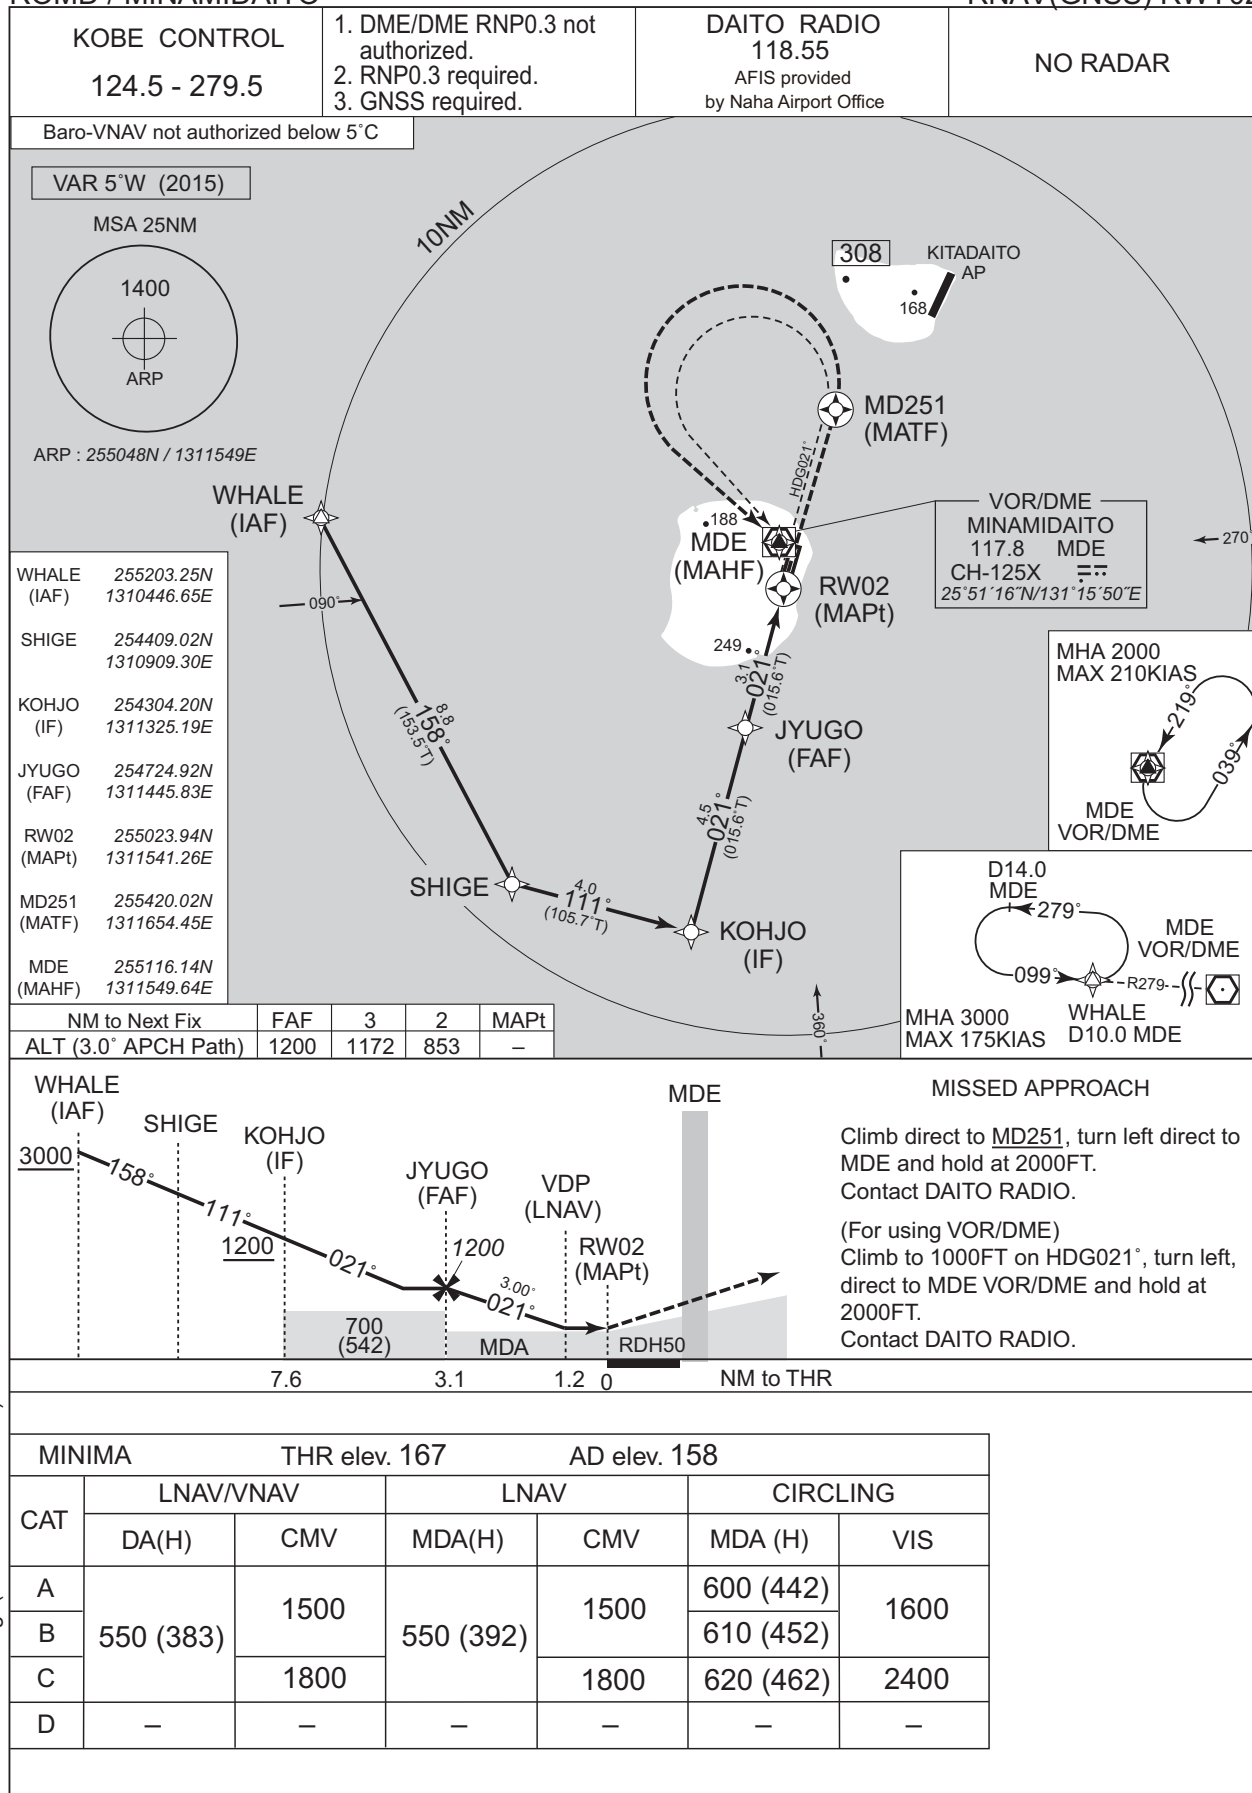 ROMD / MINAMIDAITO
RNAV(GNSS) RWY02
KOBE CONTROL
124.5 - 279.5
1. DME/DME RNP0.3 not
authorized.
2. RNP0.3 required.
3. GNSS required.
DAITO RADIO
118.55
AFIS provided
by Naha Airport Office
NO RADAR
Baro-VNAV not authorized below 5˚C
VAR 5˚W (2015)
MSA 25NM
1400
ARP
ARP : 255048N / 1311549E
10NM
308
KITADAITO
AP
168
MD251
(MATF)
HDG021˚
WHALE
(IAF)
188
MDE
(MAHF)
RW02
(MAPt)
249
VOR/DME
MINAMIDAITO
117.8 MDE
CH-125X
25˚51´16˝N/131˚15´50˝E
270
090˚
8.8
158˚
(153.5˚T)
3.1
021˚
(015.6˚T)
JYUGO
(FAF)
4.5
021˚
(015.6˚T)
SHIGE
4.0
111˚
(105.7˚T)
KOHJO
(IF)
360˚
WHALE 255203.25N
(IAF) 1310446.65E
SHIGE 254409.02N
1310909.30E
KOHJO 254304.20N
(IF) 1311325.19E
JYUGO 254724.92N
(FAF) 1311445.83E
RW02 255023.94N
(MAPt) 1311541.26E
MD251 255420.02N
(MATF) 1311654.45E
MDE 255116.14N
(MAHF) 1311549.64E
MHA 2000
MAX 210KIAS
219˚
039˚
MDE
VOR/DME
D14.0
MDE
279˚
099˚
MDE
VOR/DME
R279
WHALE
D10.0 MDE
MHA 3000
MAX 175KIAS
NM to Next Fix FAF 3 2 MAPt
ALT (3.0˚ APCH Path) 1200 1172 853 –
WHALE
(IAF)
SHIGE
KOHJO
(IF)
JYUGO
(FAF)
VDP
(LNAV)
RW02
(MAPt)
MDE
3000
158˚
111˚
1200
021˚
1200
3.00˚
021˚
700
(542)
MDA
RDH50
7.6 3.1 1.2 0 NM to THR
MISSED APPROACH
Climb direct to MD251, turn left direct to
MDE and hold at 2000FT.
Contact DAITO RADIO.
(For using VOR/DME)
Climb to 1000FT on HDG021˚, turn left,
direct to MDE VOR/DME and hold at
2000FT.
Contact DAITO RADIO.
MINIMA THR elev. 167 AD elev. 158
CAT LNAV/VNAV LNAV CIRCLING
DA(H) CMV MDA(H) CMV MDA (H) VIS
A 550 (383) 1500 550 (392) 1500 600 (442) 1600
B 610 (452)
C 1800 1800 620 (462) 2400
D – – – – – –